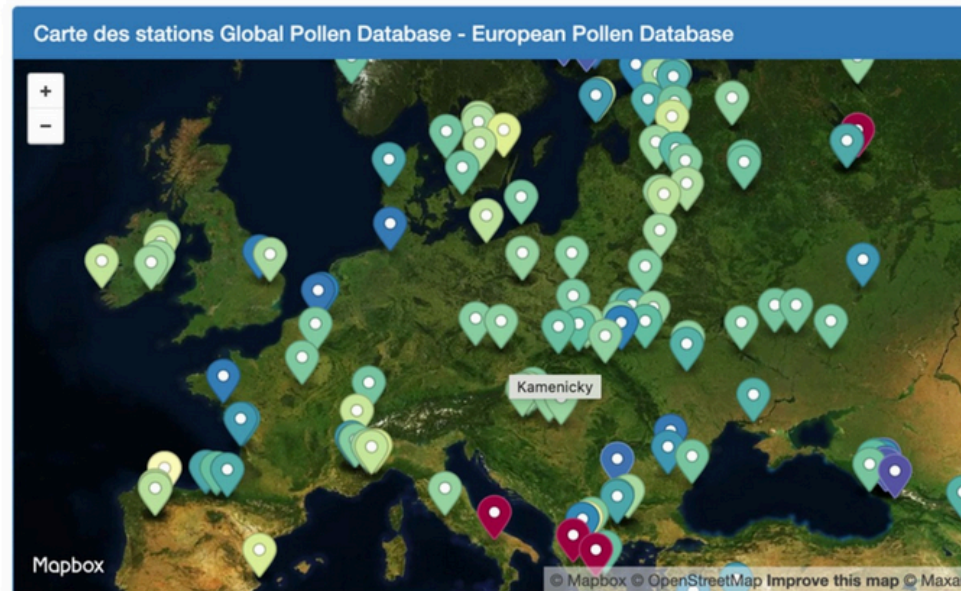 Carte des stations Global Pollen Database - European Pollen Database
+
−
Kamenicky
Mapbox
© Mapbox © OpenStreetMap Improve this map © Maxa